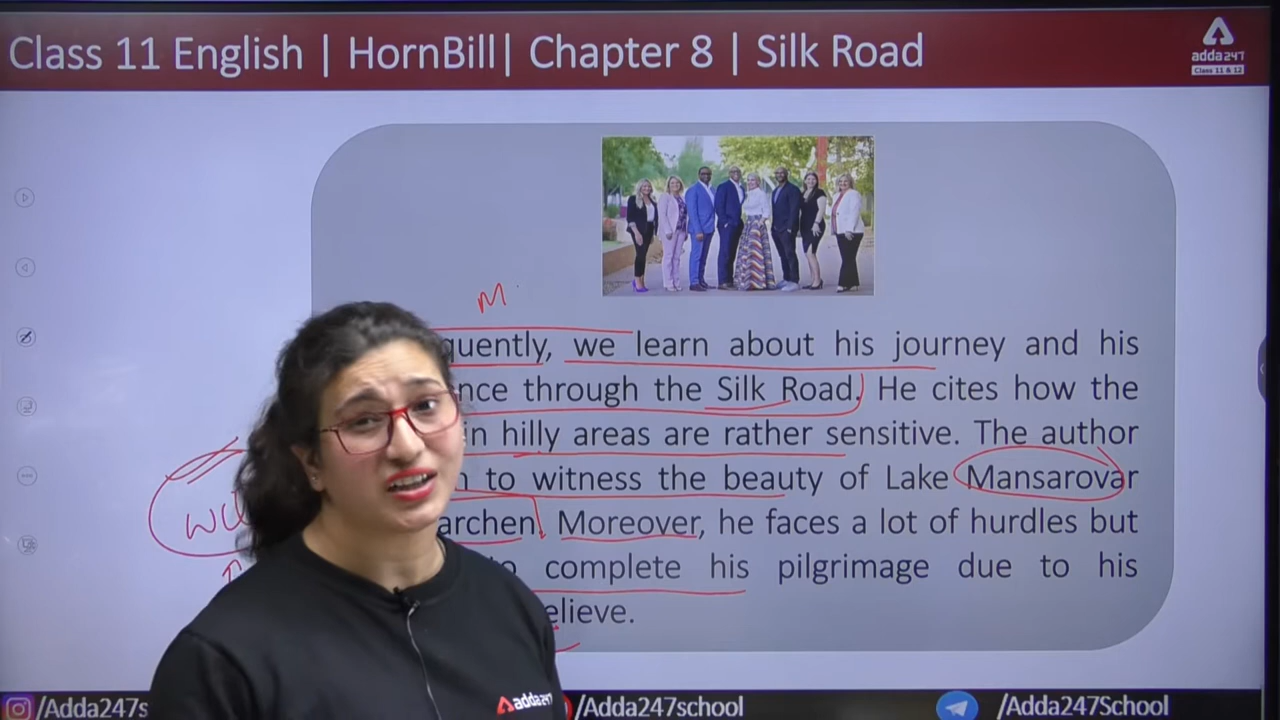 Class 11 English | HornBill| Chapter 8 | Silk Road
adda247
Class 11 & 12
M
quently, we learn about his journey and his
nce through the Silk Road. He cites how the
in hilly areas are rather sensitive. The author
to witness the beauty of Lake Mansarovar
archen. Moreover, he faces a lot of hurdles but
complete his pilgrimage due to his
elieve.
adda247
/Adda247s
/Adda247school
/Adda247School